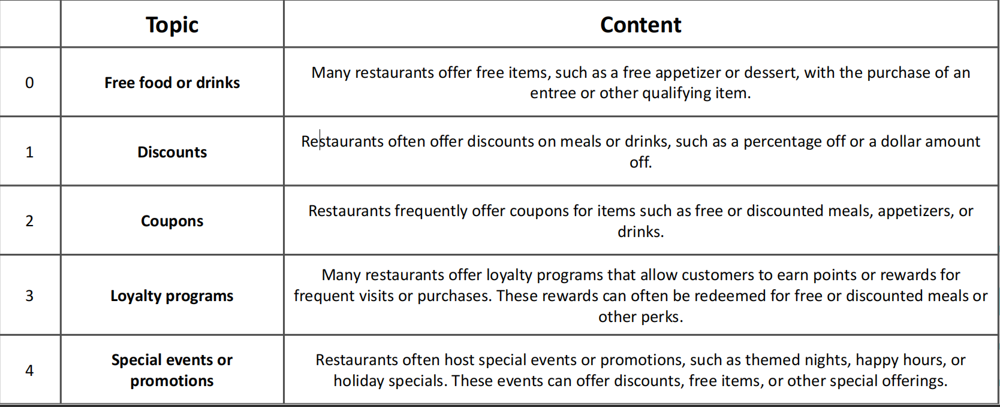 Topic
Content
0
Free food or drinks
Many restaurants offer free items, such as a free appetizer or dessert, with the purchase of an
entree or other qualifying item.
1
Discounts
Restaurants often offer discounts on meals or drinks, such as a percentage off or a dollar amount
off.
2
Coupons
Restaurants frequently offer coupons for items such as free or discounted meals, appetizers, or
drinks.
3
Loyalty programs
Many restaurants offer loyalty programs that allow customers to earn points or rewards for
frequent visits or purchases. These rewards can often be redeemed for free or discounted meals or
other perks.
4
Special events or
promotions
Restaurants often host special events or promotions, such as themed nights, happy hours, or
holiday specials. These events can offer discounts, free items, or other special offerings.